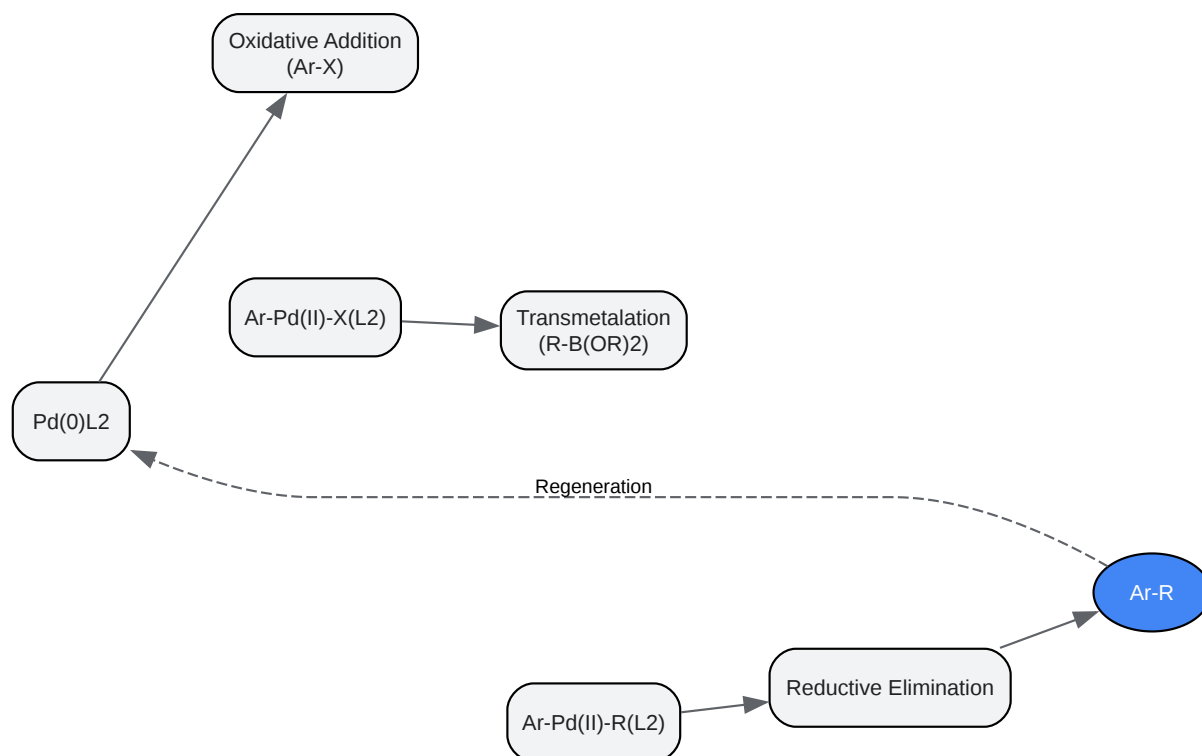 Oxidative Addition
(Ar-X)
Ar-Pd(II)-X(L2)
Transmetalation
(R-B(OR)2)
Pd(0)L2
Regeneration
Ar-R
Reductive Elimination
Ar-Pd(II)-R(L2)